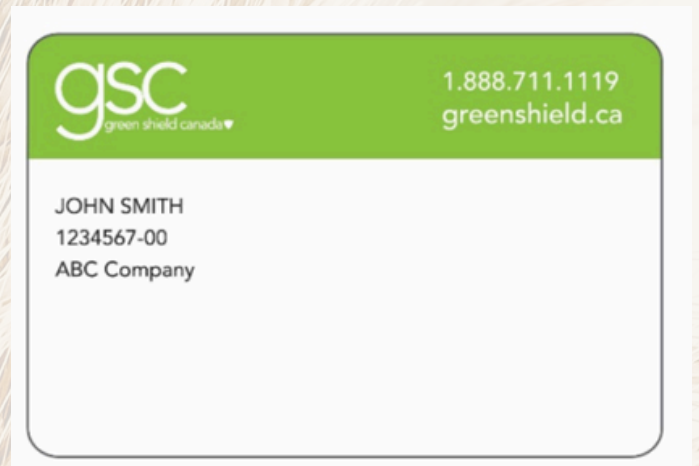 gsc
green shield canada
1.888.711.1119
greenshield.ca
JOHN SMITH
1234567-00
ABC Company